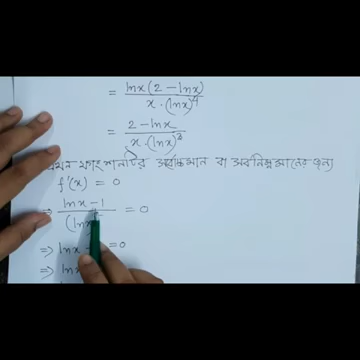 = lnx(2 - lnx) / x·(lnx)⁴
= 2 - lnx / x·(lnx)³
এখন ফাংশনটির সর্বোচ্চমান বা সর্বনিম্নমানের জন্য
f'(x) = 0
⇒ lnx - 1 / (lnx) = 0
⇒ lnx - = 0
⇒ lnx